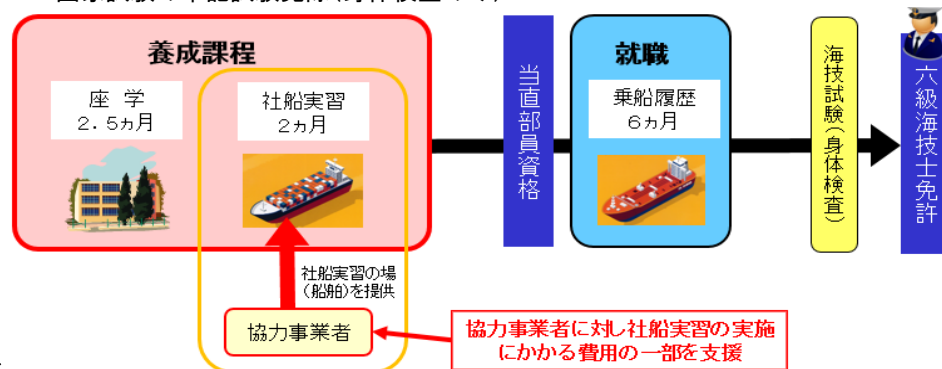 養成課程
座 学
2．5ヵ月
社船実習
2ヵ月
当直部員資格
就職
乗船履歴
6ヵ月
海技試験（身体検査）
六級海技士免許
社船実習の場
（船舶）を提供
協力事業者
協力事業者に対し社船実習の実施
にかかる費用の一部を支援